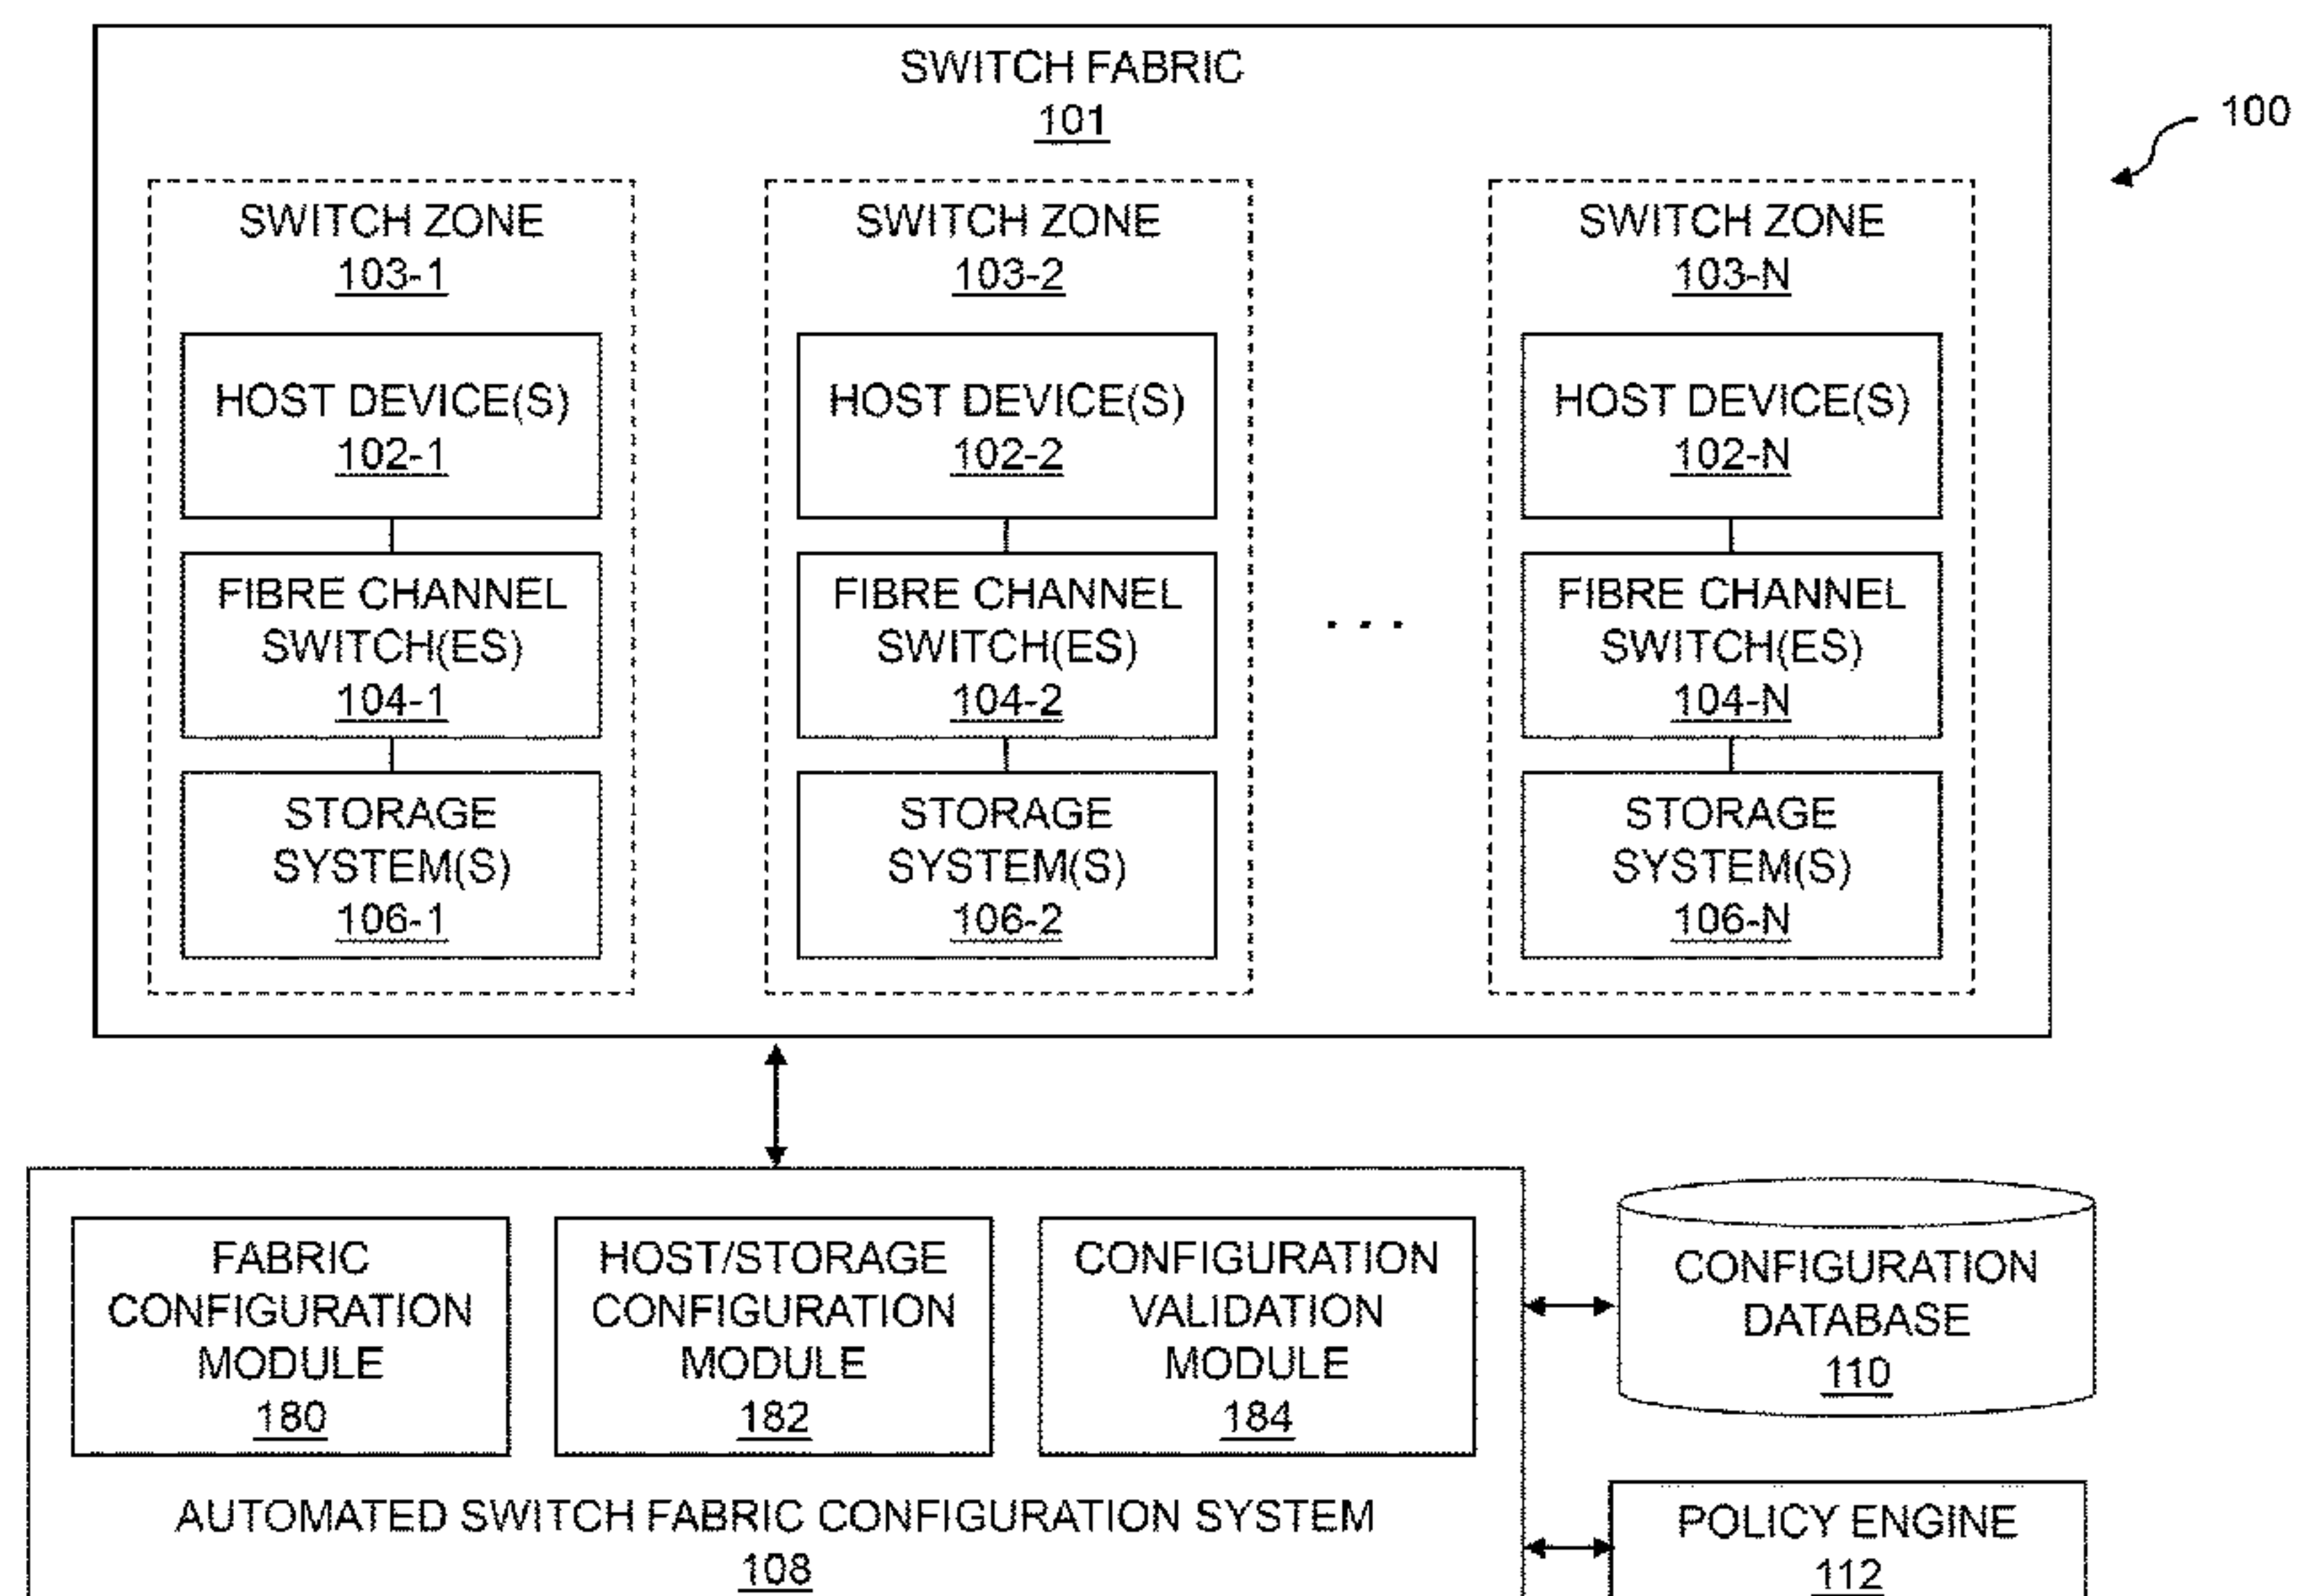 SWITCH FABRIC
101
100
SWITCH ZONE
103-1
HOST DEVICE(S)
102-1
FIBRE CHANNEL
SWITCH(ES)
104-1
STORAGE
SYSTEM(S)
106-1
SWITCH ZONE
103-2
HOST DEVICE(S)
102-2
FIBRE CHANNEL
SWITCH(ES)
104-2
STORAGE
SYSTEM(S)
106-2
. . .
SWITCH ZONE
103-N
HOST DEVICE(S)
102-N
FIBRE CHANNEL
SWITCH(ES)
104-N
STORAGE
SYSTEM(S)
106-N
FABRIC
CONFIGURATION
MODULE
180
HOST/STORAGE
CONFIGURATION
MODULE
182
CONFIGURATION
VALIDATION
MODULE
184
AUTOMATED SWITCH FABRIC CONFIGURATION SYSTEM
108
CONFIGURATION
DATABASE
110
POLICY ENGINE
112